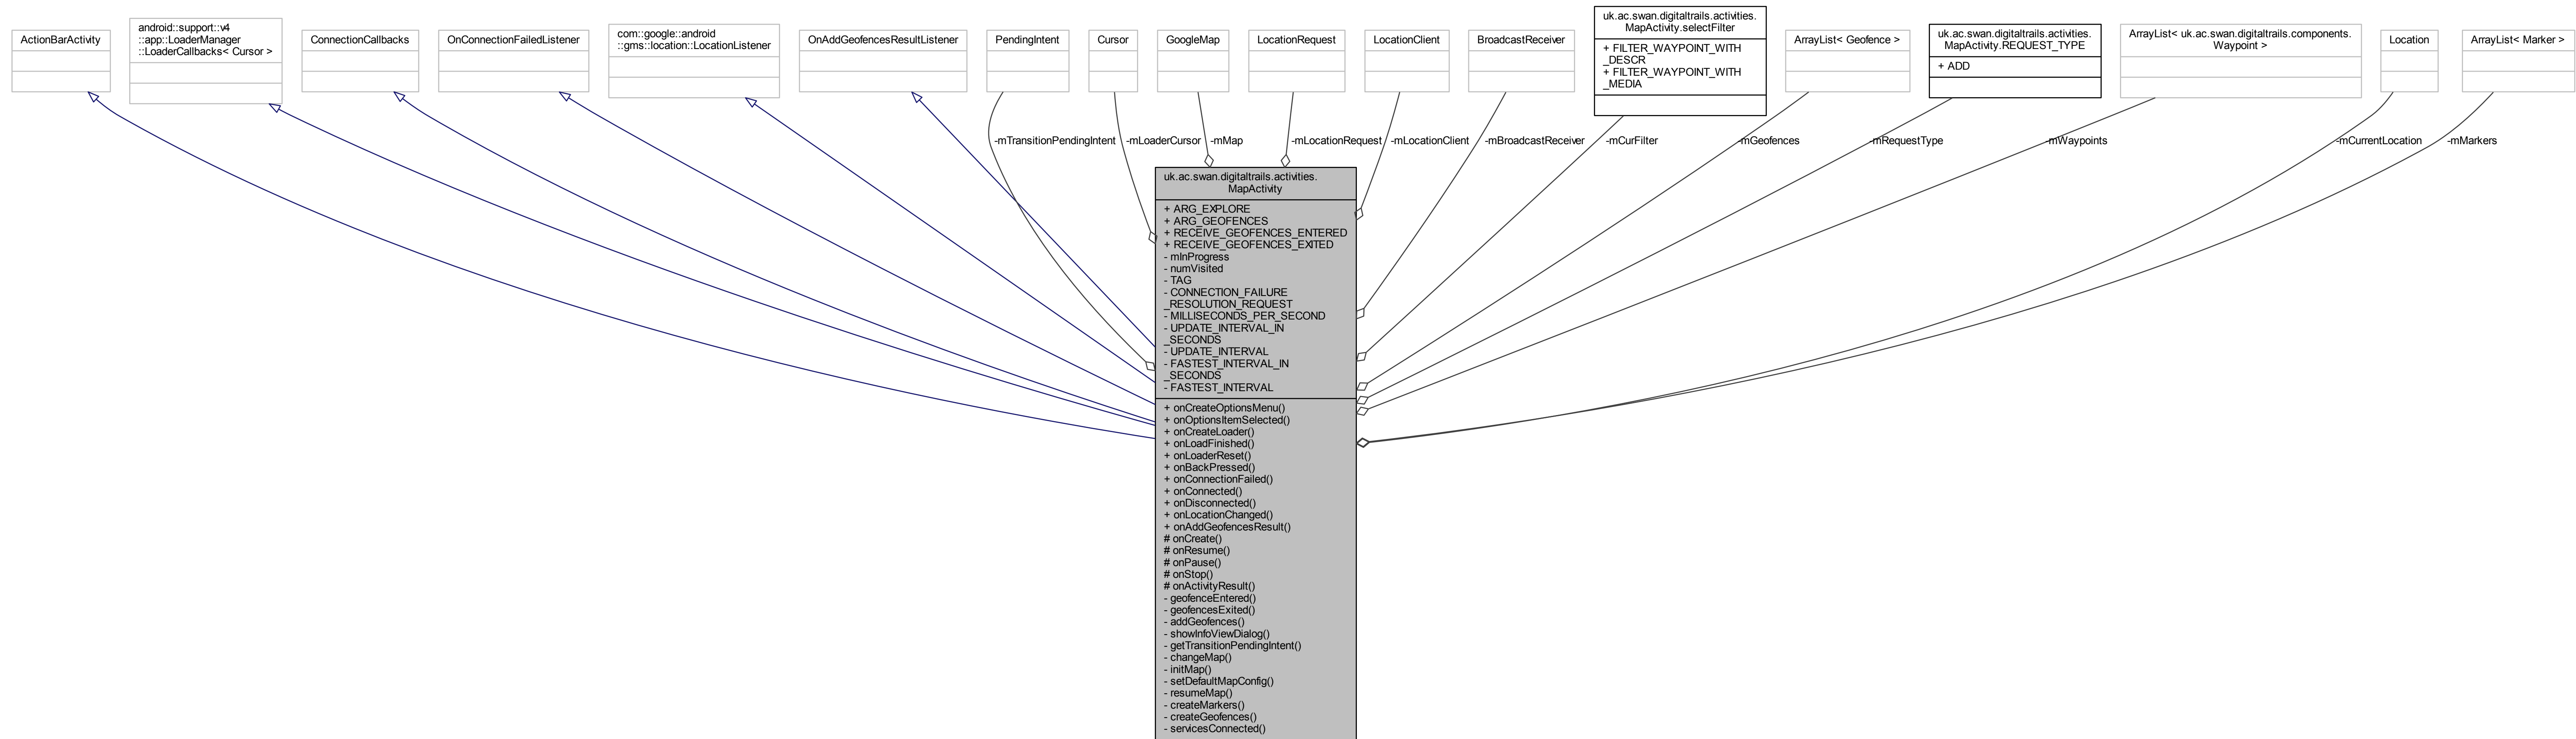 ActionBarActivity
android::support::v4
::app::LoaderManager
::LoaderCallbacks< Cursor >
ConnectionCallbacks
OnConnectionFailedListener
com::google::android
::gms::location::LocationListener
OnAddGeofencesResultListener
PendingIntent
Cursor
GoogleMap
LocationRequest
LocationClient
BroadcastReceiver
uk.ac.swan.digitaltrails.activities.
MapActivity.selectFilter
+ FILTER_WAYPOINT_WITH
_DESCR
+ FILTER_WAYPOINT_WITH
_MEDIA
ArrayList< Geofence >
uk.ac.swan.digitaltrails.activities.
MapActivity.REQUEST_TYPE
+ ADD
ArrayList< uk.ac.swan.digitaltrails.components.
Waypoint >
Location
ArrayList< Marker >
-mTransitionPendingIntent
-mLoaderCursor
-mMap
-mLocationRequest
-mLocationClient
-mBroadcastReceiver
-mCurFilter
-mGeofences
-mRequestType
-mWaypoints
-mCurrentLocation
-mMarkers
uk.ac.swan.digitaltrails.activities.
MapActivity
+ ARG_EXPLORE
+ ARG_GEOFENCES
+ RECEIVE_GEOFENCES_ENTERED
+ RECEIVE_GEOFENCES_EXITED
- mInProgress
- numVisited
- TAG
- CONNECTION_FAILURE
_RESOLUTION_REQUEST
- MILLISECONDS_PER_SECOND
- UPDATE_INTERVAL_IN
_SECONDS
- UPDATE_INTERVAL
- FASTEST_INTERVAL_IN
_SECONDS
- FASTEST_INTERVAL
+ onCreateOptionsMenu()
+ onOptionsItemSelected()
+ onCreateLoader()
+ onLoadFinished()
+ onLoaderReset()
+ onBackPressed()
+ onConnectionFailed()
+ onConnected()
+ onDisconnected()
+ onLocationChanged()
+ onAddGeofencesResult()
# onCreate()
# onResume()
# onPause()
# onStop()
# onActivityResult()
- geofenceEntered()
- geofencesExited()
- addGeofences()
- showInfoViewDialog()
- getTransitionPendingIntent()
- changeMap()
- initMap()
- setDefaultMapConfig()
- resumeMap()
- createMarkers()
- createGeofences()
- servicesConnected()